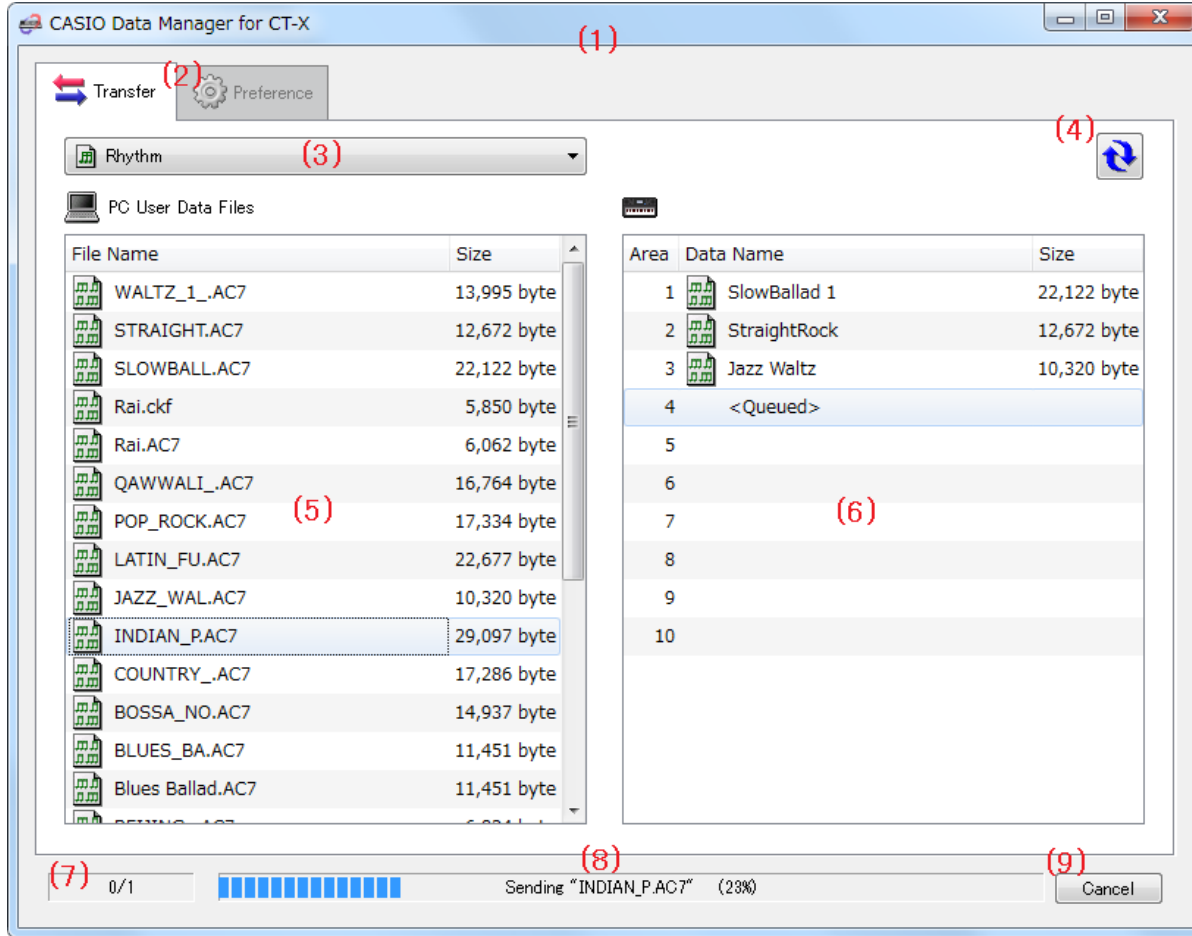 CASIO Data Manager for CT-X
(1)
Transfer (2) Preference
Rhythm (3)
(4)
PC User Data Files
File Name Size
WALTZ_1_.AC7 13,995 byte
STRAIGHT.AC7 12,672 byte
SLOWBALL.AC7 22,122 byte
Rai.ckf 5,850 byte
Rai.AC7 6,062 byte
QAWWALI_.AC7 16,764 byte
(5)
POP_ROCK.AC7 17,334 byte
LATIN_FU.AC7 22,677 byte
JAZZ_WAL.AC7 10,320 byte
INDIAN_P.AC7 29,097 byte
COUNTRY_.AC7 17,286 byte
BOSSA_NO.AC7 14,937 byte
BLUES_BA.AC7 11,451 byte
Blues Ballad.AC7 11,451 byte
Area Data Name Size
1 SlowBallad 1 22,122 byte
2 StraightRock 12,672 byte
3 Jazz Waltz 10,320 byte
4 <Queued>
5
6
(6)
7
8
9
10
(7) 0/1
(8)
Sending "INDIAN_P.AC7" (23%)
(9)
Cancel